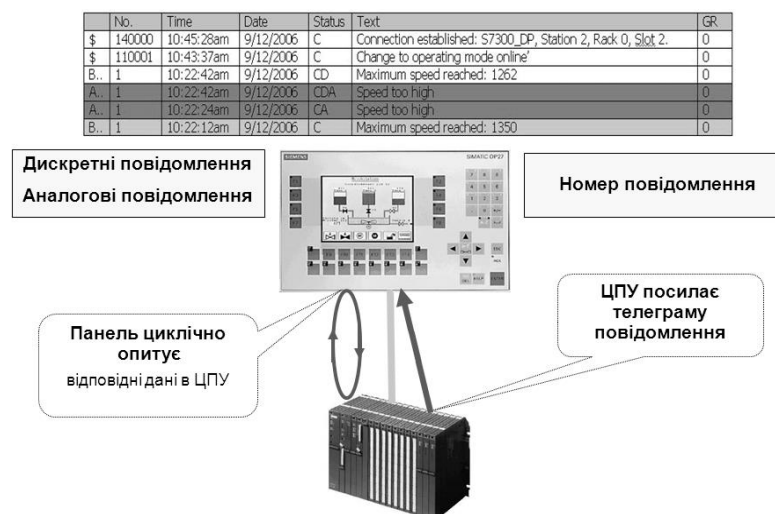 No. Time Date Status Text GR
$ 140000 10:45:28am 9/12/2006 C Connection established: S7300_DP, Station 2, Rack 0, Slot 2. 0
$ 110001 10:43:37am 9/12/2006 C Change to operating mode online' 0
B.. 1 10:22:42am 9/12/2006 CD Maximum speed reached: 1262 0
A.. 1 10:22:42am 9/12/2006 CDA Speed too high 0
A.. 1 10:22:24am 9/12/2006 CA Speed too high 0
B.. 1 10:22:12am 9/12/2006 C Maximum speed reached: 1350 0
Дискретні повідомлення
Аналогові повідомлення
SIEMENS
SIMATIC OP27
Номер повідомлення
Панель циклічно
опитує
відповідні дані в ЦПУ
ЦПУ посилає
телеграму
повідомлення